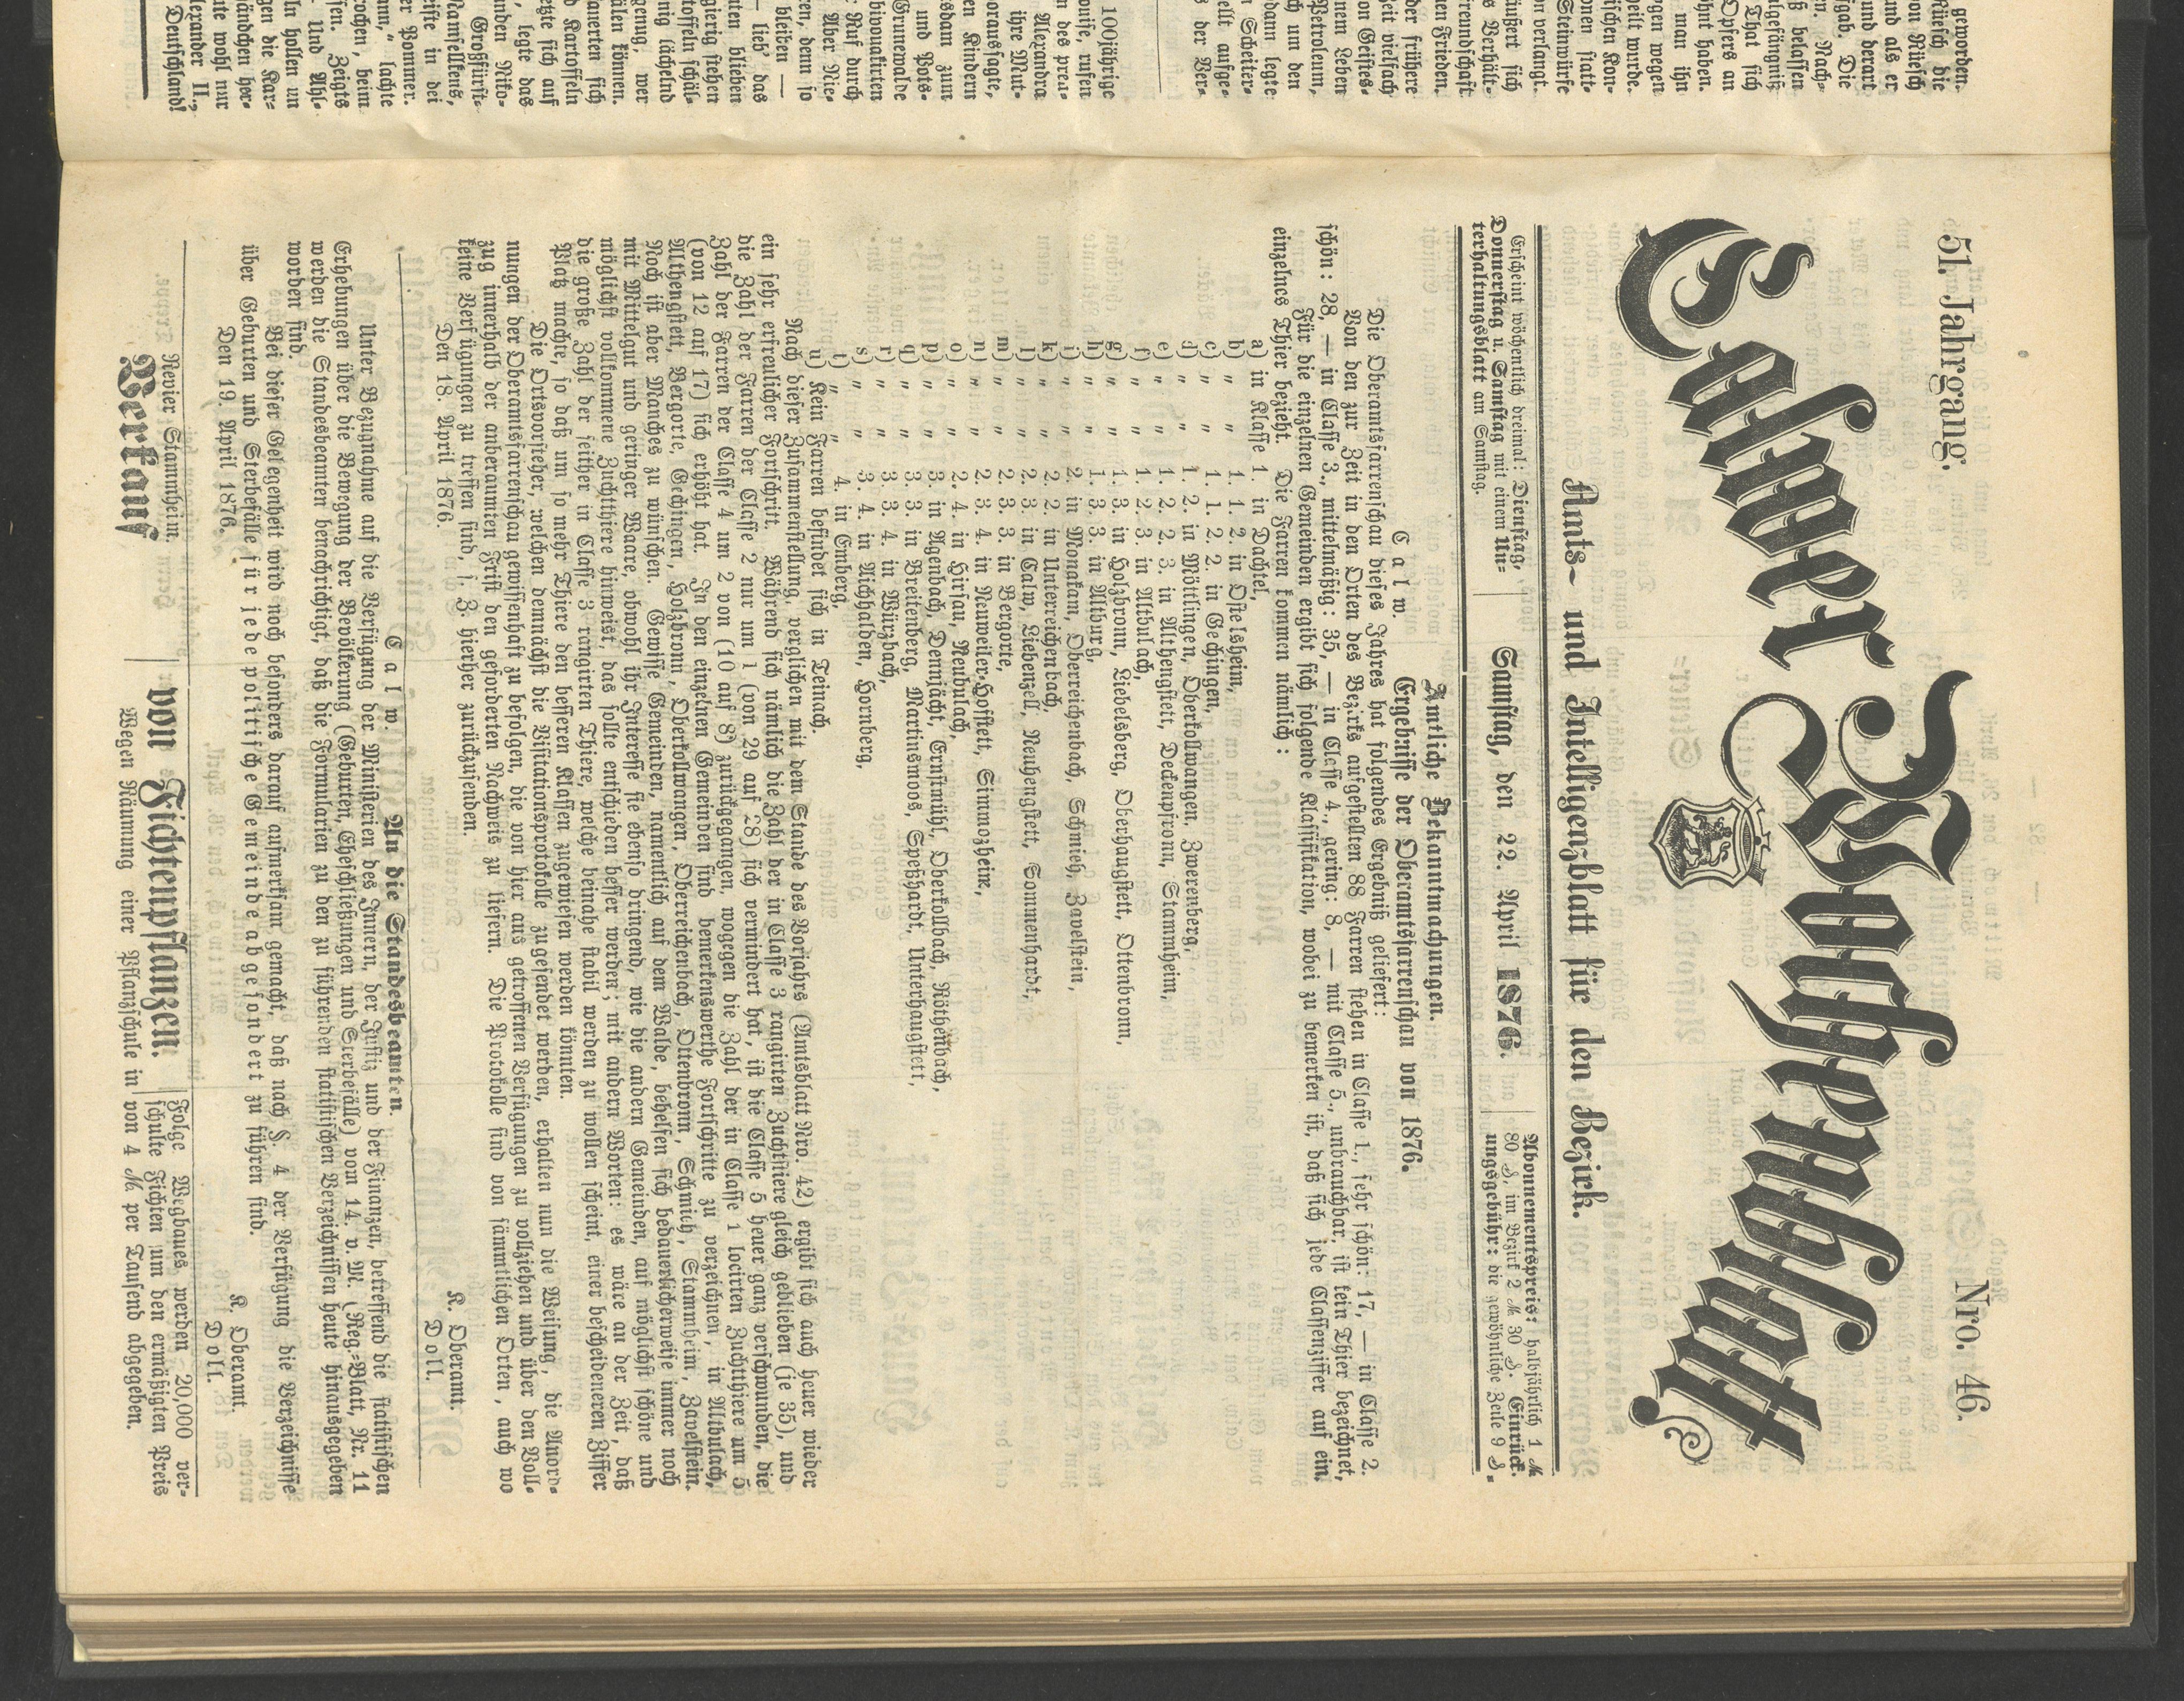 51. Jahrgang.
Nro. 46.
Calwer Wochenblatt
Amts- und Intelligenzblatt für den Bezirk.
Erscheint wöchentlich dreimal: Dienstag,
Donnerstag u. Samstag mit einem Un-
terhaltungsblatt am Samstag.
Samstag, den 22. April 1876.
Abonnementspreis: halbjährlich 1 ℳ
80 ₰, im Bezirk 2 ℳ 30 ₰. Einrück-
ungsgebühr: die gewöhnliche Zeile 9 ₰.
Amtliche Bekanntmachungen.
Calw.
Ergebnisse der Oberamtsfarrenschau von 1876.
Die Oberamtsfarrenschau dieses Jahres hat folgendes Ergebniß geliefert:
Von den zur Zeit in den Orten des Bezirks aufgestellten 88 Farren stehen in Classe 1., sehr schön: 17, — in Classe 2.
schön: 28, — in Classe 3., mittelmäßig: 35, — in Classe 4., gering: 8, — mit Classe 5., unbrauchbar, ist kein Thier bezeichnet,
Für die einzelnen Gemeinden ergibt sich folgende Klassifikation, wobei zu bemerken ist, daß sich jede Classenziffer auf ein,
einzelnes Thier bezieht. Die Farren kommen nämlich:
a) in Klasse 1. in Dachtel,
b) " " 1. 1. 2. in Ostelsheim,
c) " " 1. 1. 2. 2. in Gechingen,
d) " " 1. 2. in Möttlingen, Oberkollwangen, Zwerenberg,
e) " " 1. 2. 2. 3. in Althengstett, Deckenpfronn, Stammheim,
f) " " 1. 2. 3. in Altbulach,
g) " " 1. 3. in Holzbronn, Liebelsberg, Oberhaugstett, Ottenbronn,
h) " " 1. 3. 3. in Altburg,
i) " " 2. in Monakam, Oberreichenbach, Schmieh, Zavelstein,
k) " " 2. 2. in Unterreichenbach,
l) " " 2. 3. in Calw, Liebenzell, Neuhengstett, Sommenhardt,
m) " " 2. 3. 3. in Bergorte,
n) " " 2. 3. 4. in Neuweiler-Hofstett, Simmozheim,
o) " " 2. 4. in Hirsau, Neubulach,
p) " " 3. in Agenbach, Dennjächt, Ernstmühl, Oberkollbach, Röthenbach,
q) " " 3. 3. in Breitenberg, Martinsmoos, Speßhardt, Unterhaugstett,
r) " " 3. 3. 4. in Würzbach,
s) " " 3. 4. in Aichhalden, Hornberg,
t) " " 4. in Emberg,
u) Kein Farren befindet sich in Teinach.
Nach dieser Zusammenstellung, verglichen mit dem Stande des Vorjahrs (Amtsblatt Nro. 42) ergibt sich auch heuer wieder
ein sehr erfreulicher Fortschritt. Während sich nämlich die Zahl der in Classe 3 rangirten Zuchtstiere gleich geblieben (je 35), und
die Zahl der Farren der Classe 2 nur um 1 (von 29 auf 28) sich vermindert hat, ist die Classe 5 heuer ganz verschwunden, die
Zahl der Farren der Classe 4 um 2 von (10 auf 8) zurückgegangen, wogegen die Zahl der in Classe 1 locirten Zuchtthiere um 5
(von 12 auf 17) sich erhöht hat. In den einzelnen Gemeinden sind bemerkenswerthe Fortschritte zu verzeichnen, in Altbulach,
Althengstett, Bergorte, Gechingen, Holzbronn, Oberkollwangen, Oberreichenbach, Ottenbronn, Schmieh, Stammheim, Zavelstein.
Noch ist aber Manches zu wünschen. Gewisse Gemeinden, namentlich auf dem Walde, behelfen sich bedauerlicherweise immer noch
mit Mittelgut und geringer Waare, obwohl ihr Interesse sie ebenso dringend, wie die andern Gemeinden, auf möglichst schöne und
möglichst vollkommene Zuchtthiere hinweist, das sollte entschieden besser werden; mit andern Worten: es wäre an der Zeit, daß
die große Zahl der seither in Classe 3 rangirten Thiere, welche beinahe stabil werden zu wollen scheint, einer bescheideneren Ziffer
Platz machte, so daß um so mehr Thiere den besseren Klassen zugewiesen werden könnten.
Die Ortsvorsteher, welchen demnächst die Visitationsprotokolle zugesendet werden, erhalten nun die Weisung, die Anord-
nungen der Oberamtsfarrenschau gewissenhaft zu befolgen, die von hier aus getroffenen Verfügungen zu vollziehen und über den Voll-
zug innerhalb der anberaumten Frist den geforderten Nachweis zu liefern. Die Protokolle sind von sämmtlichen Orten, auch wo
keine Verfügungen zu treffen sind, s. Z. hierher zurückzusenden.
Den 18. April 1876.
K. Oberamt.
Doll.
Calw.
An die Standesbeamten.
Unter Bezugnahme auf die Verfügung der Ministerien des Innern, der Justiz und der Finanzen, betreffend die statistischen
Erhebungen über die Bewegung der Bevölkerung (Geburten, Eheschließungen und Sterbefälle) vom 14. v. M. (Reg.-Blatt, Nr. 11
werden die Standesbeamten benachrichtigt, daß die Formularien zu den zu führenden statistischen Verzeichnissen heute hinausgegeben
worden sind.
Bei dieser Gelegenheit wird noch besonders darauf aufmerksam gemacht, daß nach §. 4 der Verfügung die Verzeichnisse
über Geburten und Sterbefälle für jede politische Gemeinde abgesondert zu führen sind.
Den 19. April 1876.
K. Oberamt.
Doll.
Revier Stammheim.
Verkauf
von Fichtenpflanzen.
Wegen Räumung einer Pflanzschule in
Folge Wegbaues werden 20,000 ver-
schulte Fichten um den ermäßigten Preis
von 4 ℳ per Tausend abgegeben.